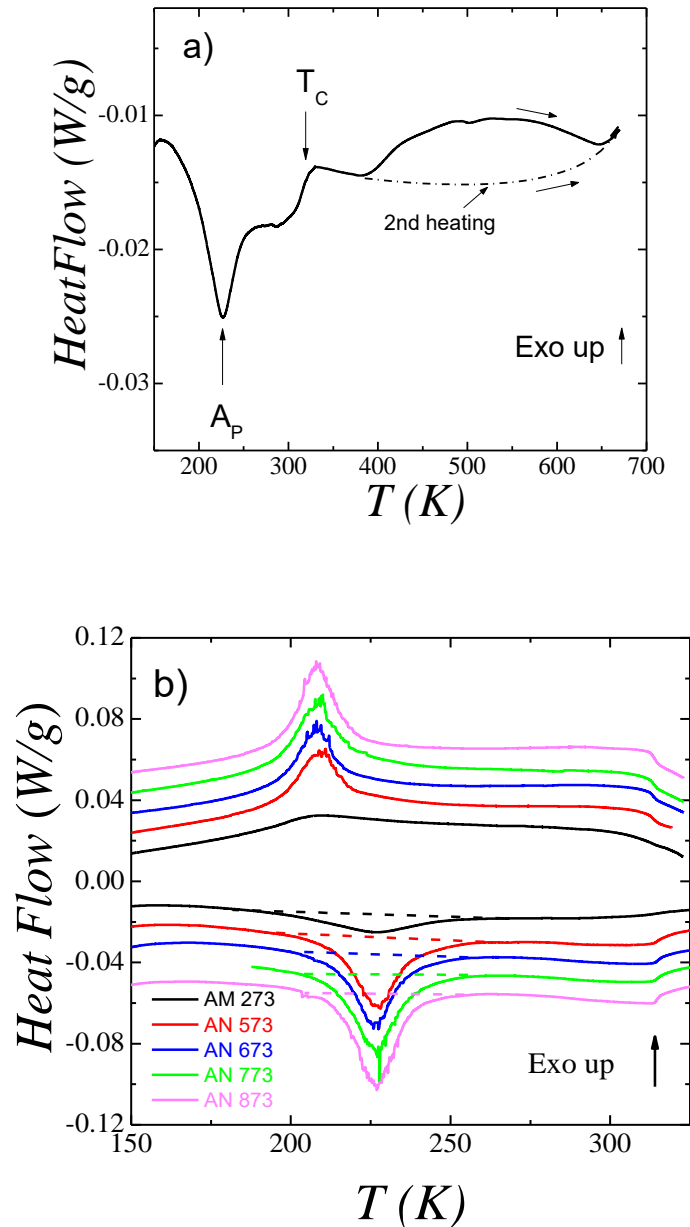 a)
T_C
-0.01
HeatFlow (W/g)
-0.02
2nd heating
Exo up
-0.03
A_P
200 300 400 500 600 700
T (K)
0.12
b)
0.08
0.04
0.00
Heat Flow (W/g)
-0.04
AM 273
AN 573
AN 673
-0.08
AN 773
AN 873
Exo up
-0.12
150 200 250 300
T (K)